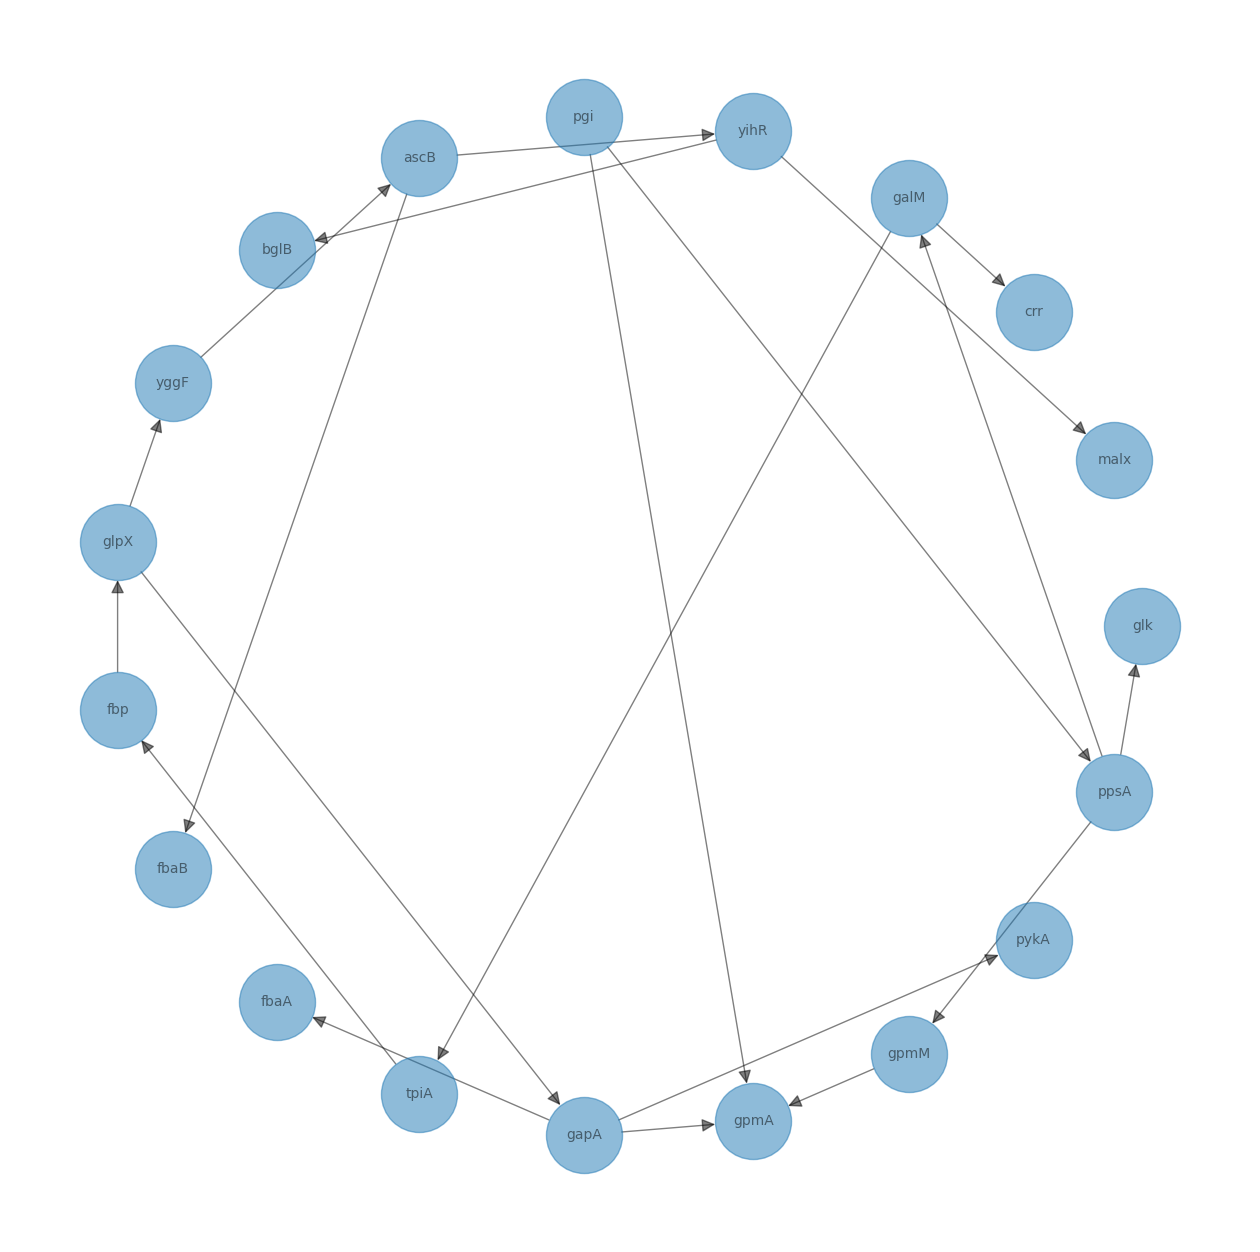 pgi
yihR
ascB
galM
bglB
crr
yggF
malx
glpX
glk
fbp
ppsA
fbaB
pykA
fbaA
gpmM
tpiA
gpmA
gapA